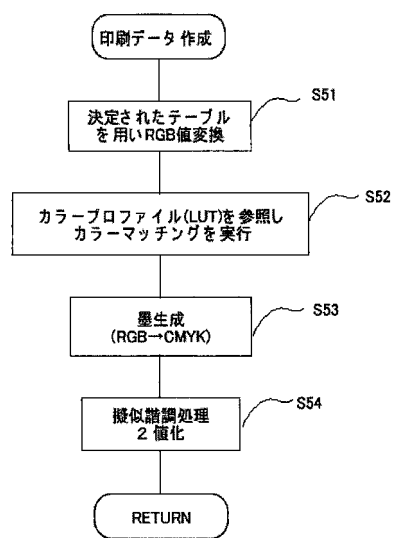 印刷データ作成
S51
決定されたテーブル
を用いRGB値変換
S52
カラープロファイル(LUT)を参照し
カラーマッチングを実行
S53
墨生成
(RGB→CMYK)
S54
擬似諧調処理
2値化
RETURN